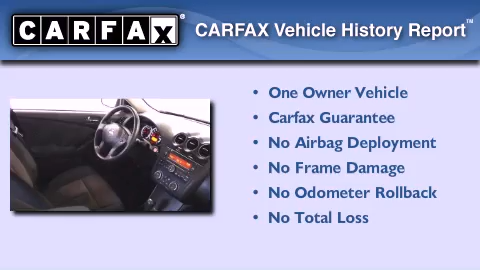 CARFAX® CARFAX Vehicle History Report™
• One Owner Vehicle
• Carfax Guarantee
• No Airbag Deployment
• No Frame Damage
• No Odometer Rollback
• No Total Loss